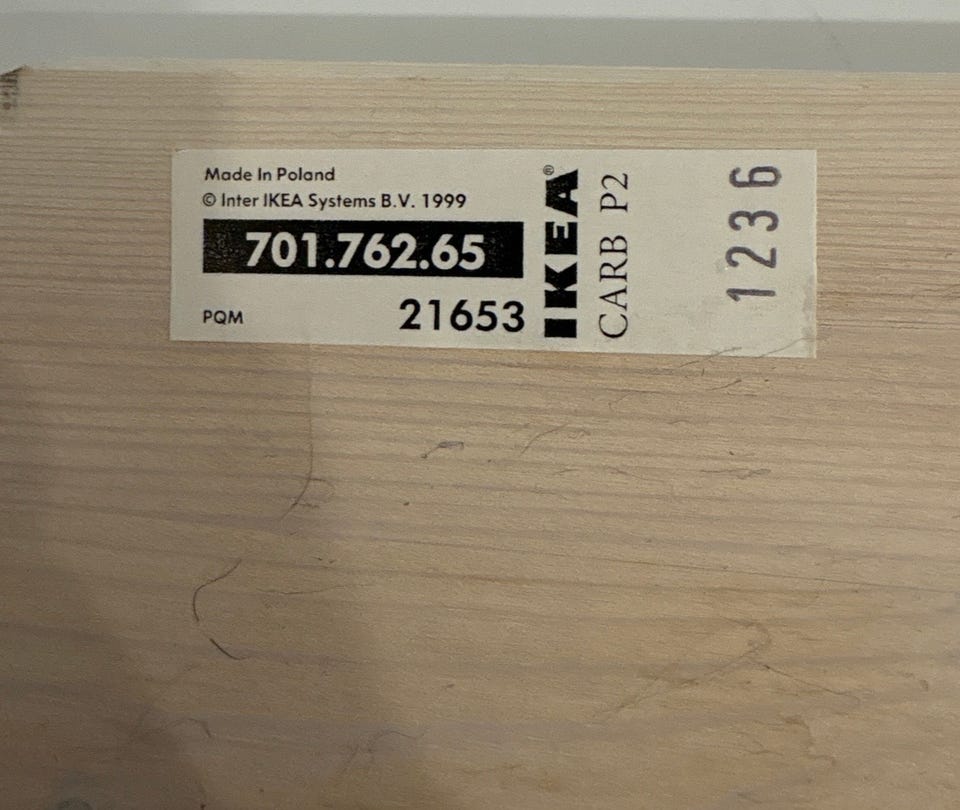 Made In Poland
© Inter IKEA Systems B.V. 1999
701.762.65
PQM 21653
IKEA®
CARB P2
1236